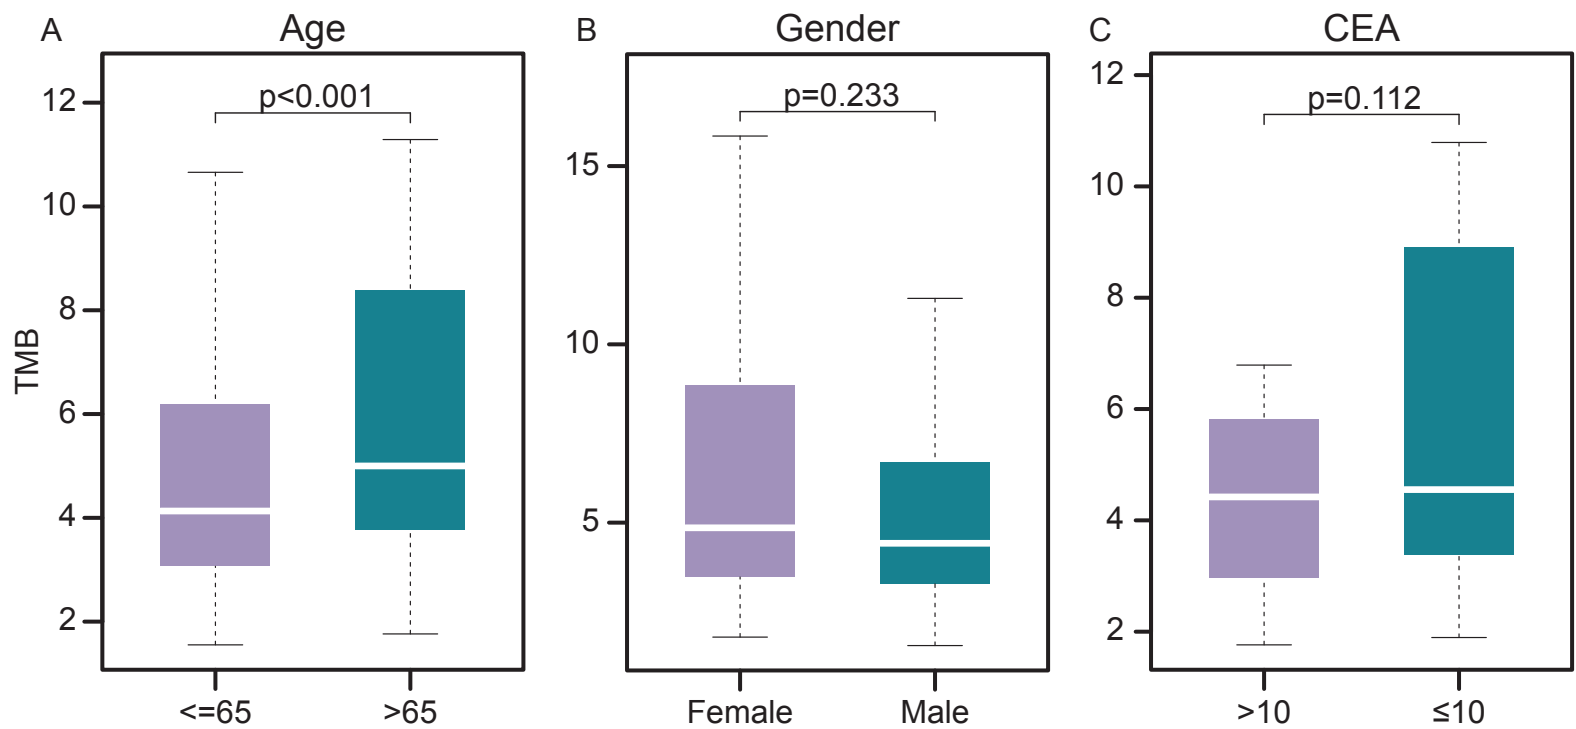 A
Age
TMB
12
10
8
6
4
2
p<0.001
<=65
>65
B
Gender
15
10
5
p=0.233
Female
Male
C
CEA
12
10
8
6
4
2
p=0.112
>10
≤10